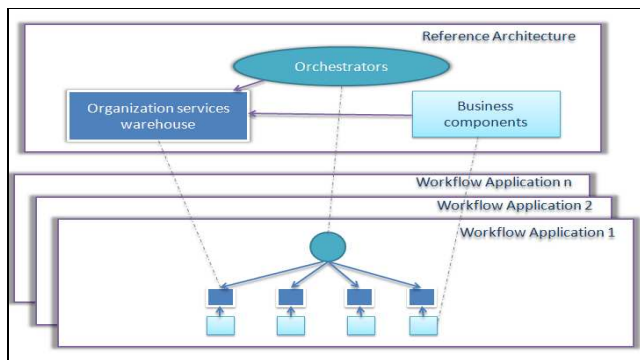 Reference Architecture
Orchestrators
Organization services
warehouse
Business
components
Workflow Application n
Workflow Application 2
Workflow Application 1